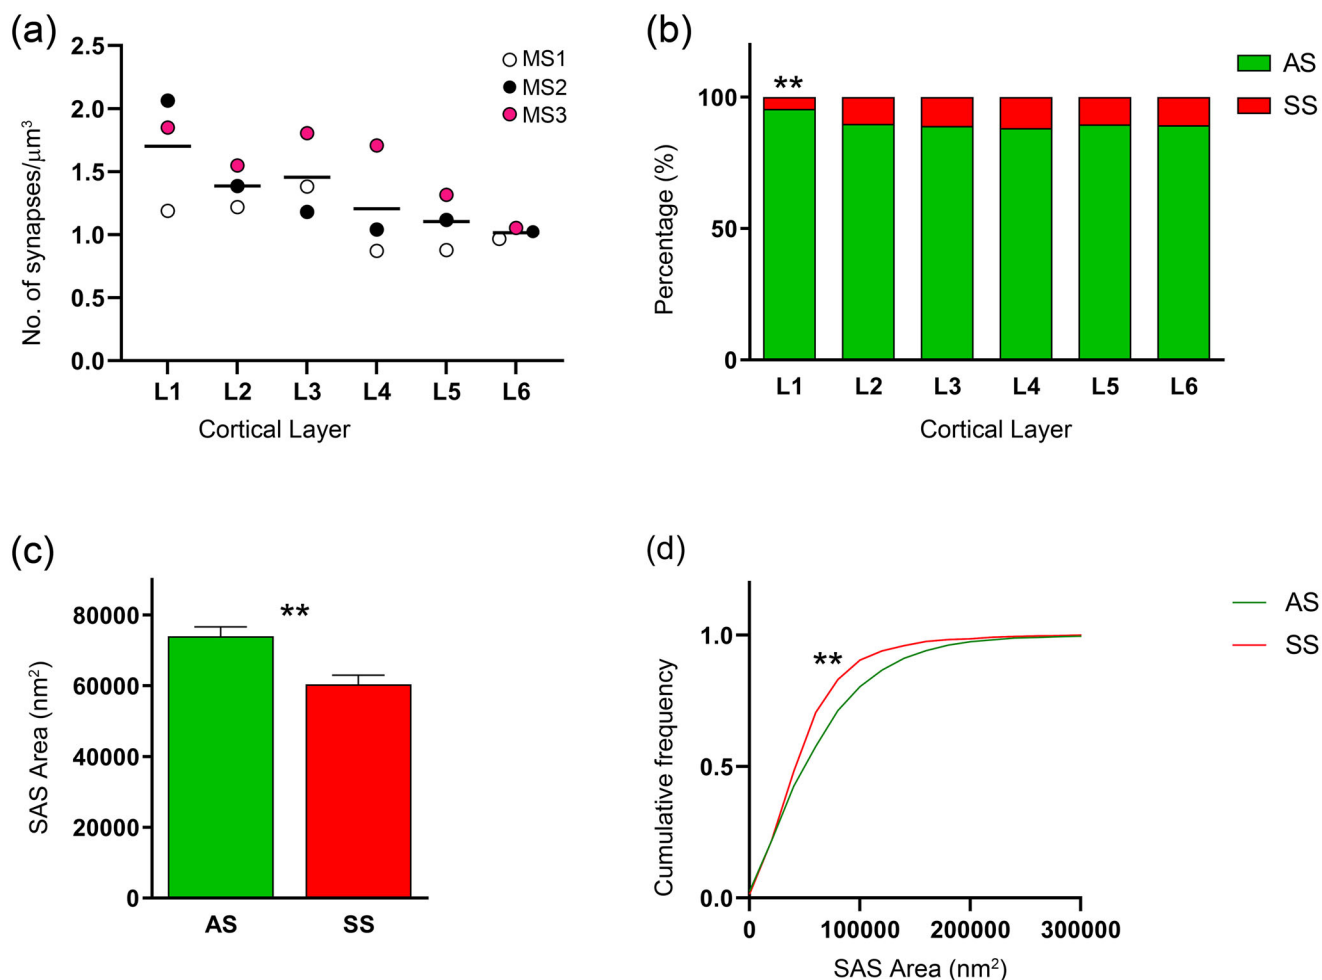 (a)
2.5
2.0
1.5
1.0
0.5
0.0
No. of synapses/μm³
MS1
MS2
MS3
L1 L2 L3 L4 L5 L6
Cortical Layer
(b)
100
50
0
Percentage (%)
**
AS
SS
L1 L2 L3 L4 L5 L6
Cortical Layer
(c)
80000
60000
40000
20000
0
SAS Area (nm²)
**
AS SS
(d)
1.0
0.5
0.0
Cumulative frequency
**
AS
SS
0 100000 200000 300000
SAS Area (nm²)